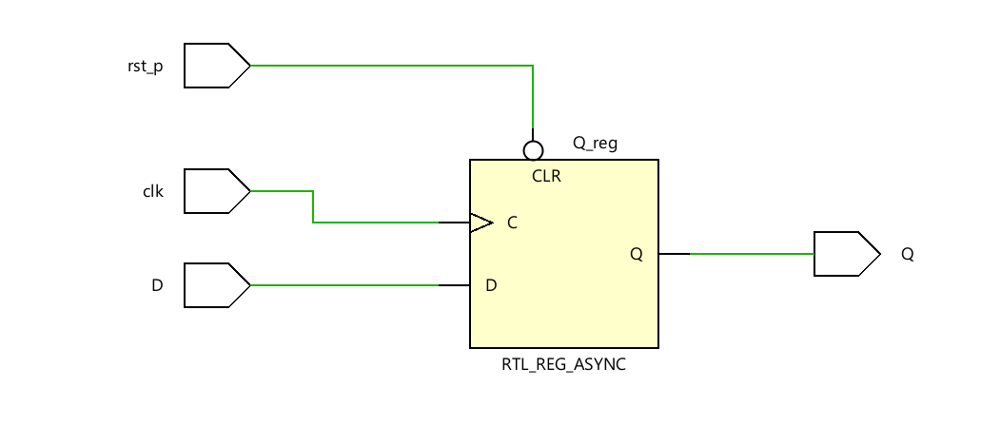 rst_p
Q_reg
CLR
clk
C
Q
Q
D
D
RTL_REG_ASYNC